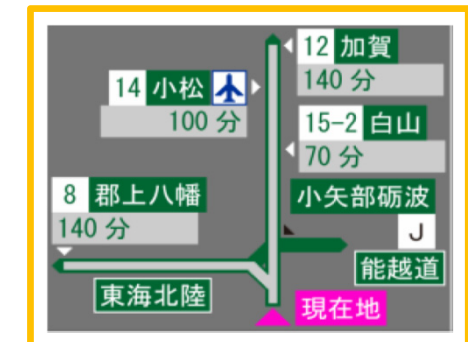 12 加賀
140 分
14 小松
100 分
15-2 白山
70 分
8 郡上八幡
140 分
小矢部砺波
J
能越道
東海北陸
現在地